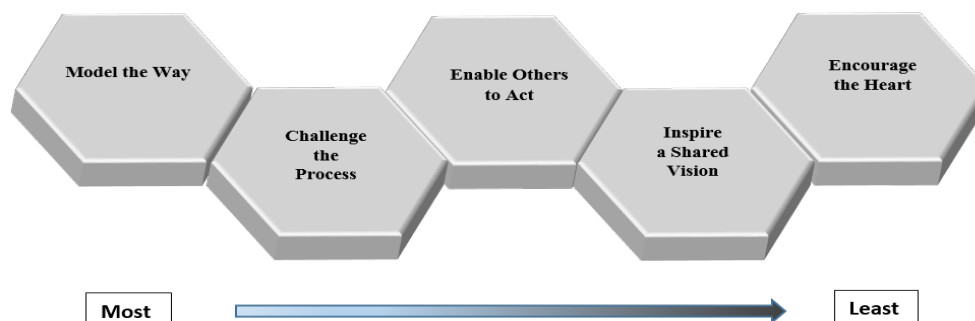 Model the Way
Challenge
the
Process
Enable Others
to Act
Inspire
a Shared
Vision
Encourage
the Heart
Most
Least